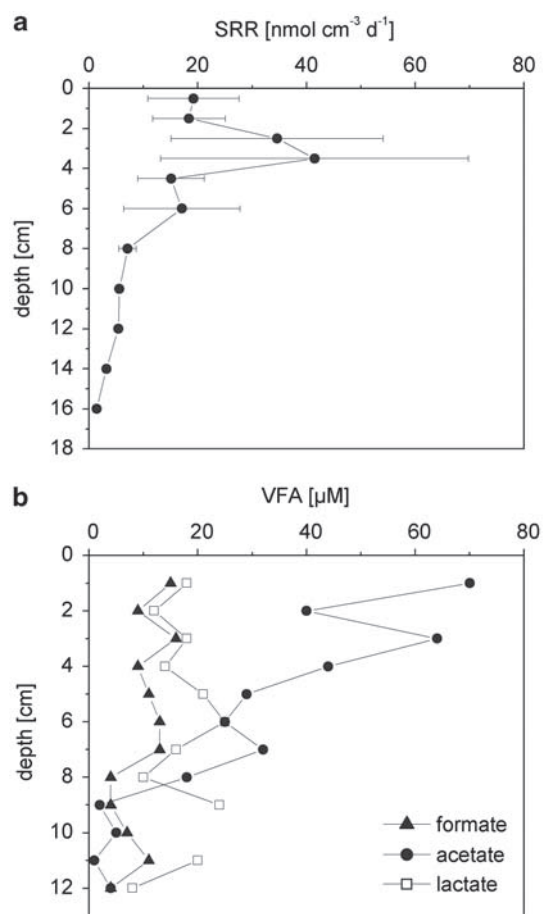 a
SRR [nmol cm⁻³ d⁻¹]
0 20 40 60 80
0
2
4
6
8
10
12
14
16
18
depth [cm]
b
VFA [µM]
0 20 40 60 80
0
2
4
6
8
10
12
depth [cm]
formate
acetate
lactate